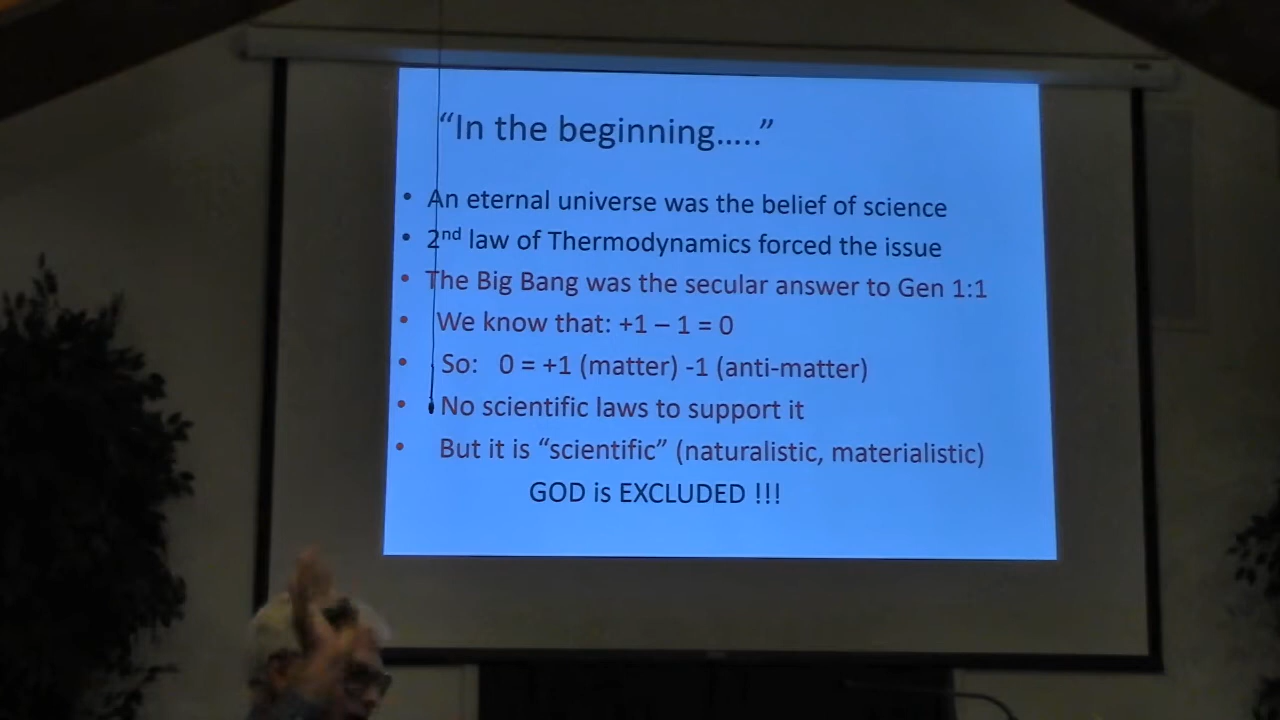 “In the beginning.....”
• An eternal universe was the belief of science
• 2nd law of Thermodynamics forced the issue
• The Big Bang was the secular answer to Gen 1:1
• We know that: +1 – 1 = 0
• So: 0 = +1 (matter) -1 (anti-matter)
• No scientific laws to support it
• But it is “scientific” (naturalistic, materialistic)
GOD is EXCLUDED !!!